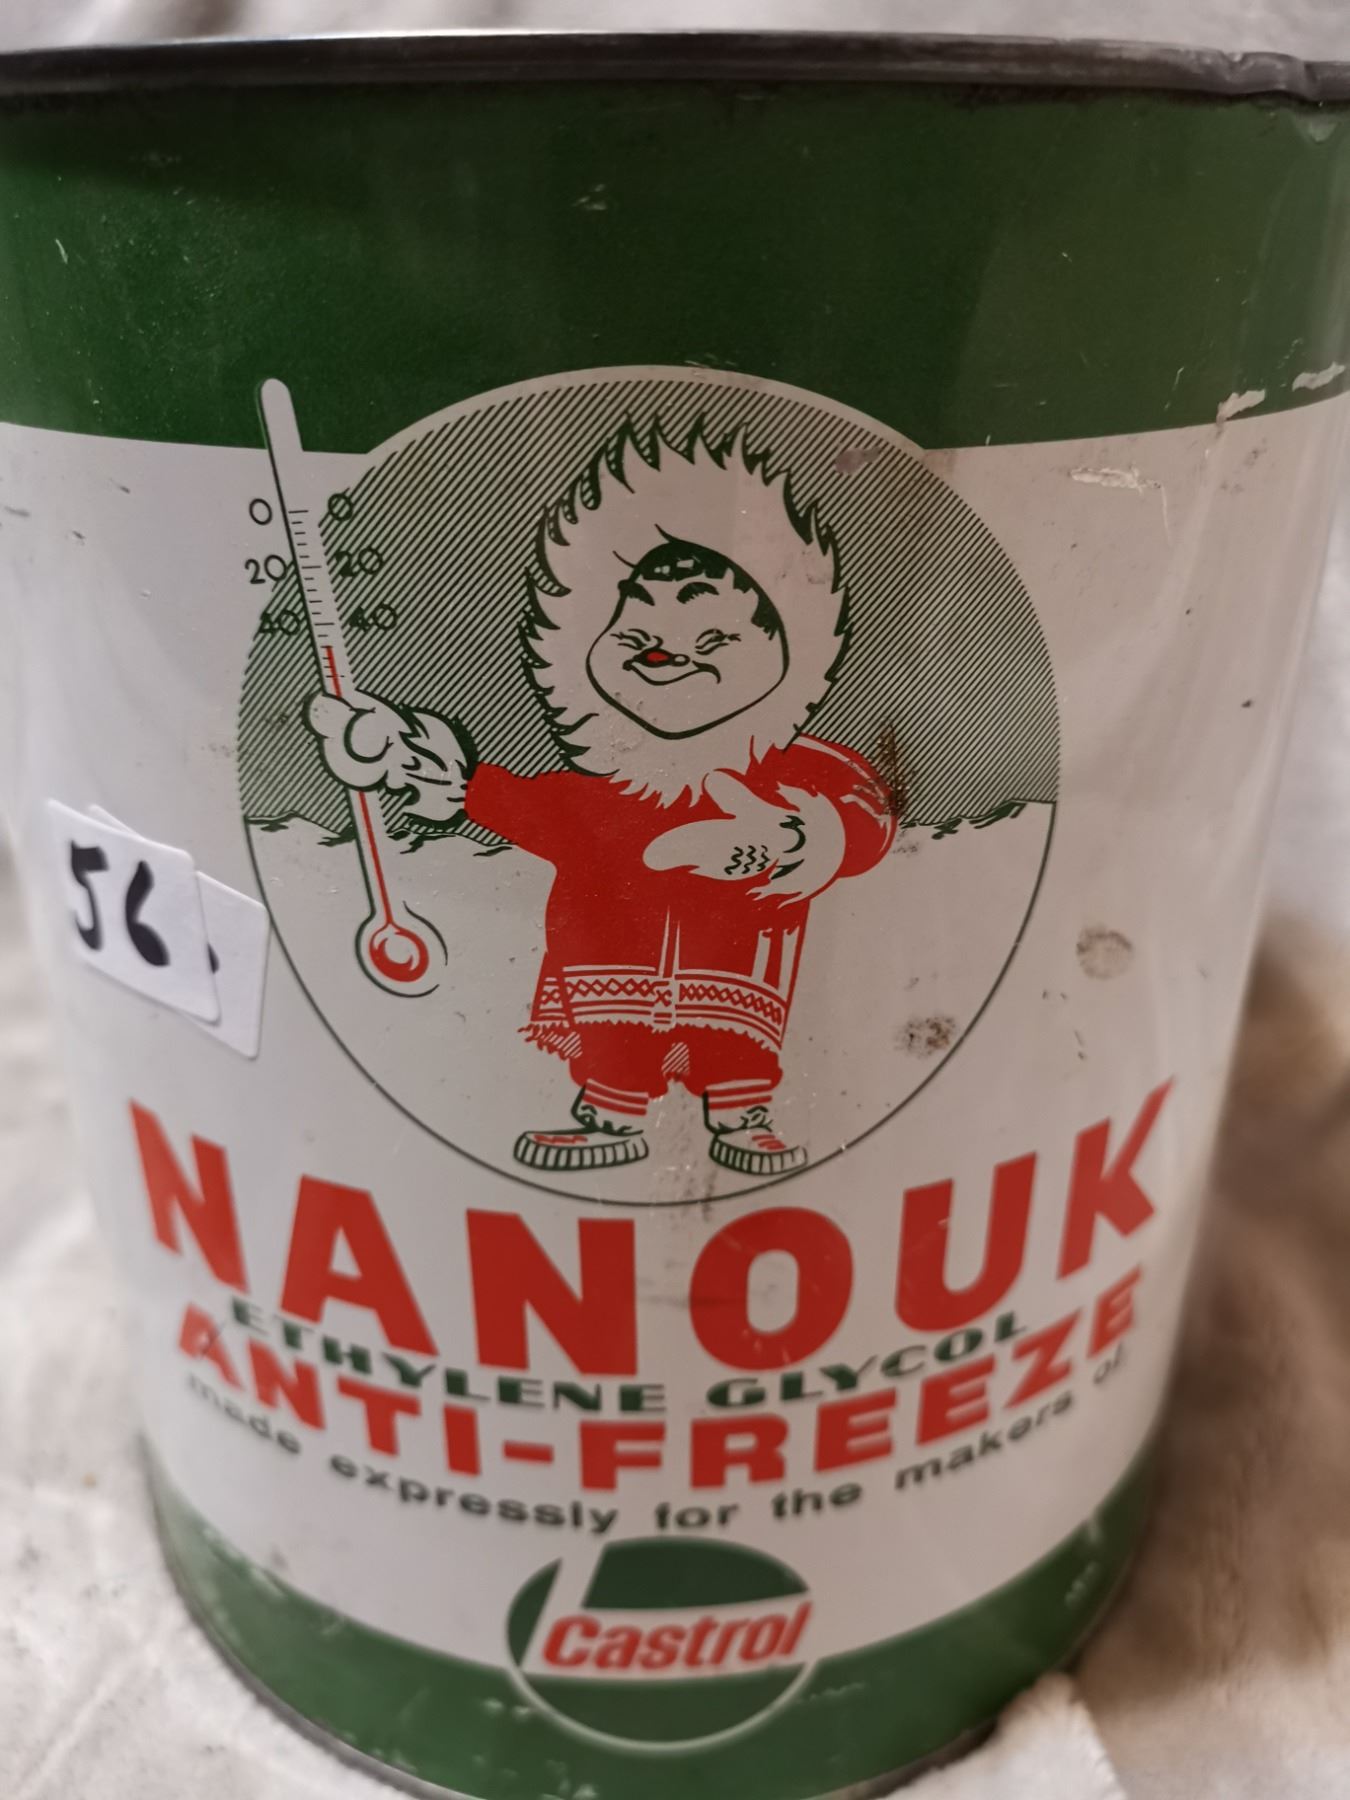 0 0
20 20
40 40
56
NANOUK
ETHYLENE GLYCOL
ANTI-FREEZE
made expressly for the makers of
Castrol